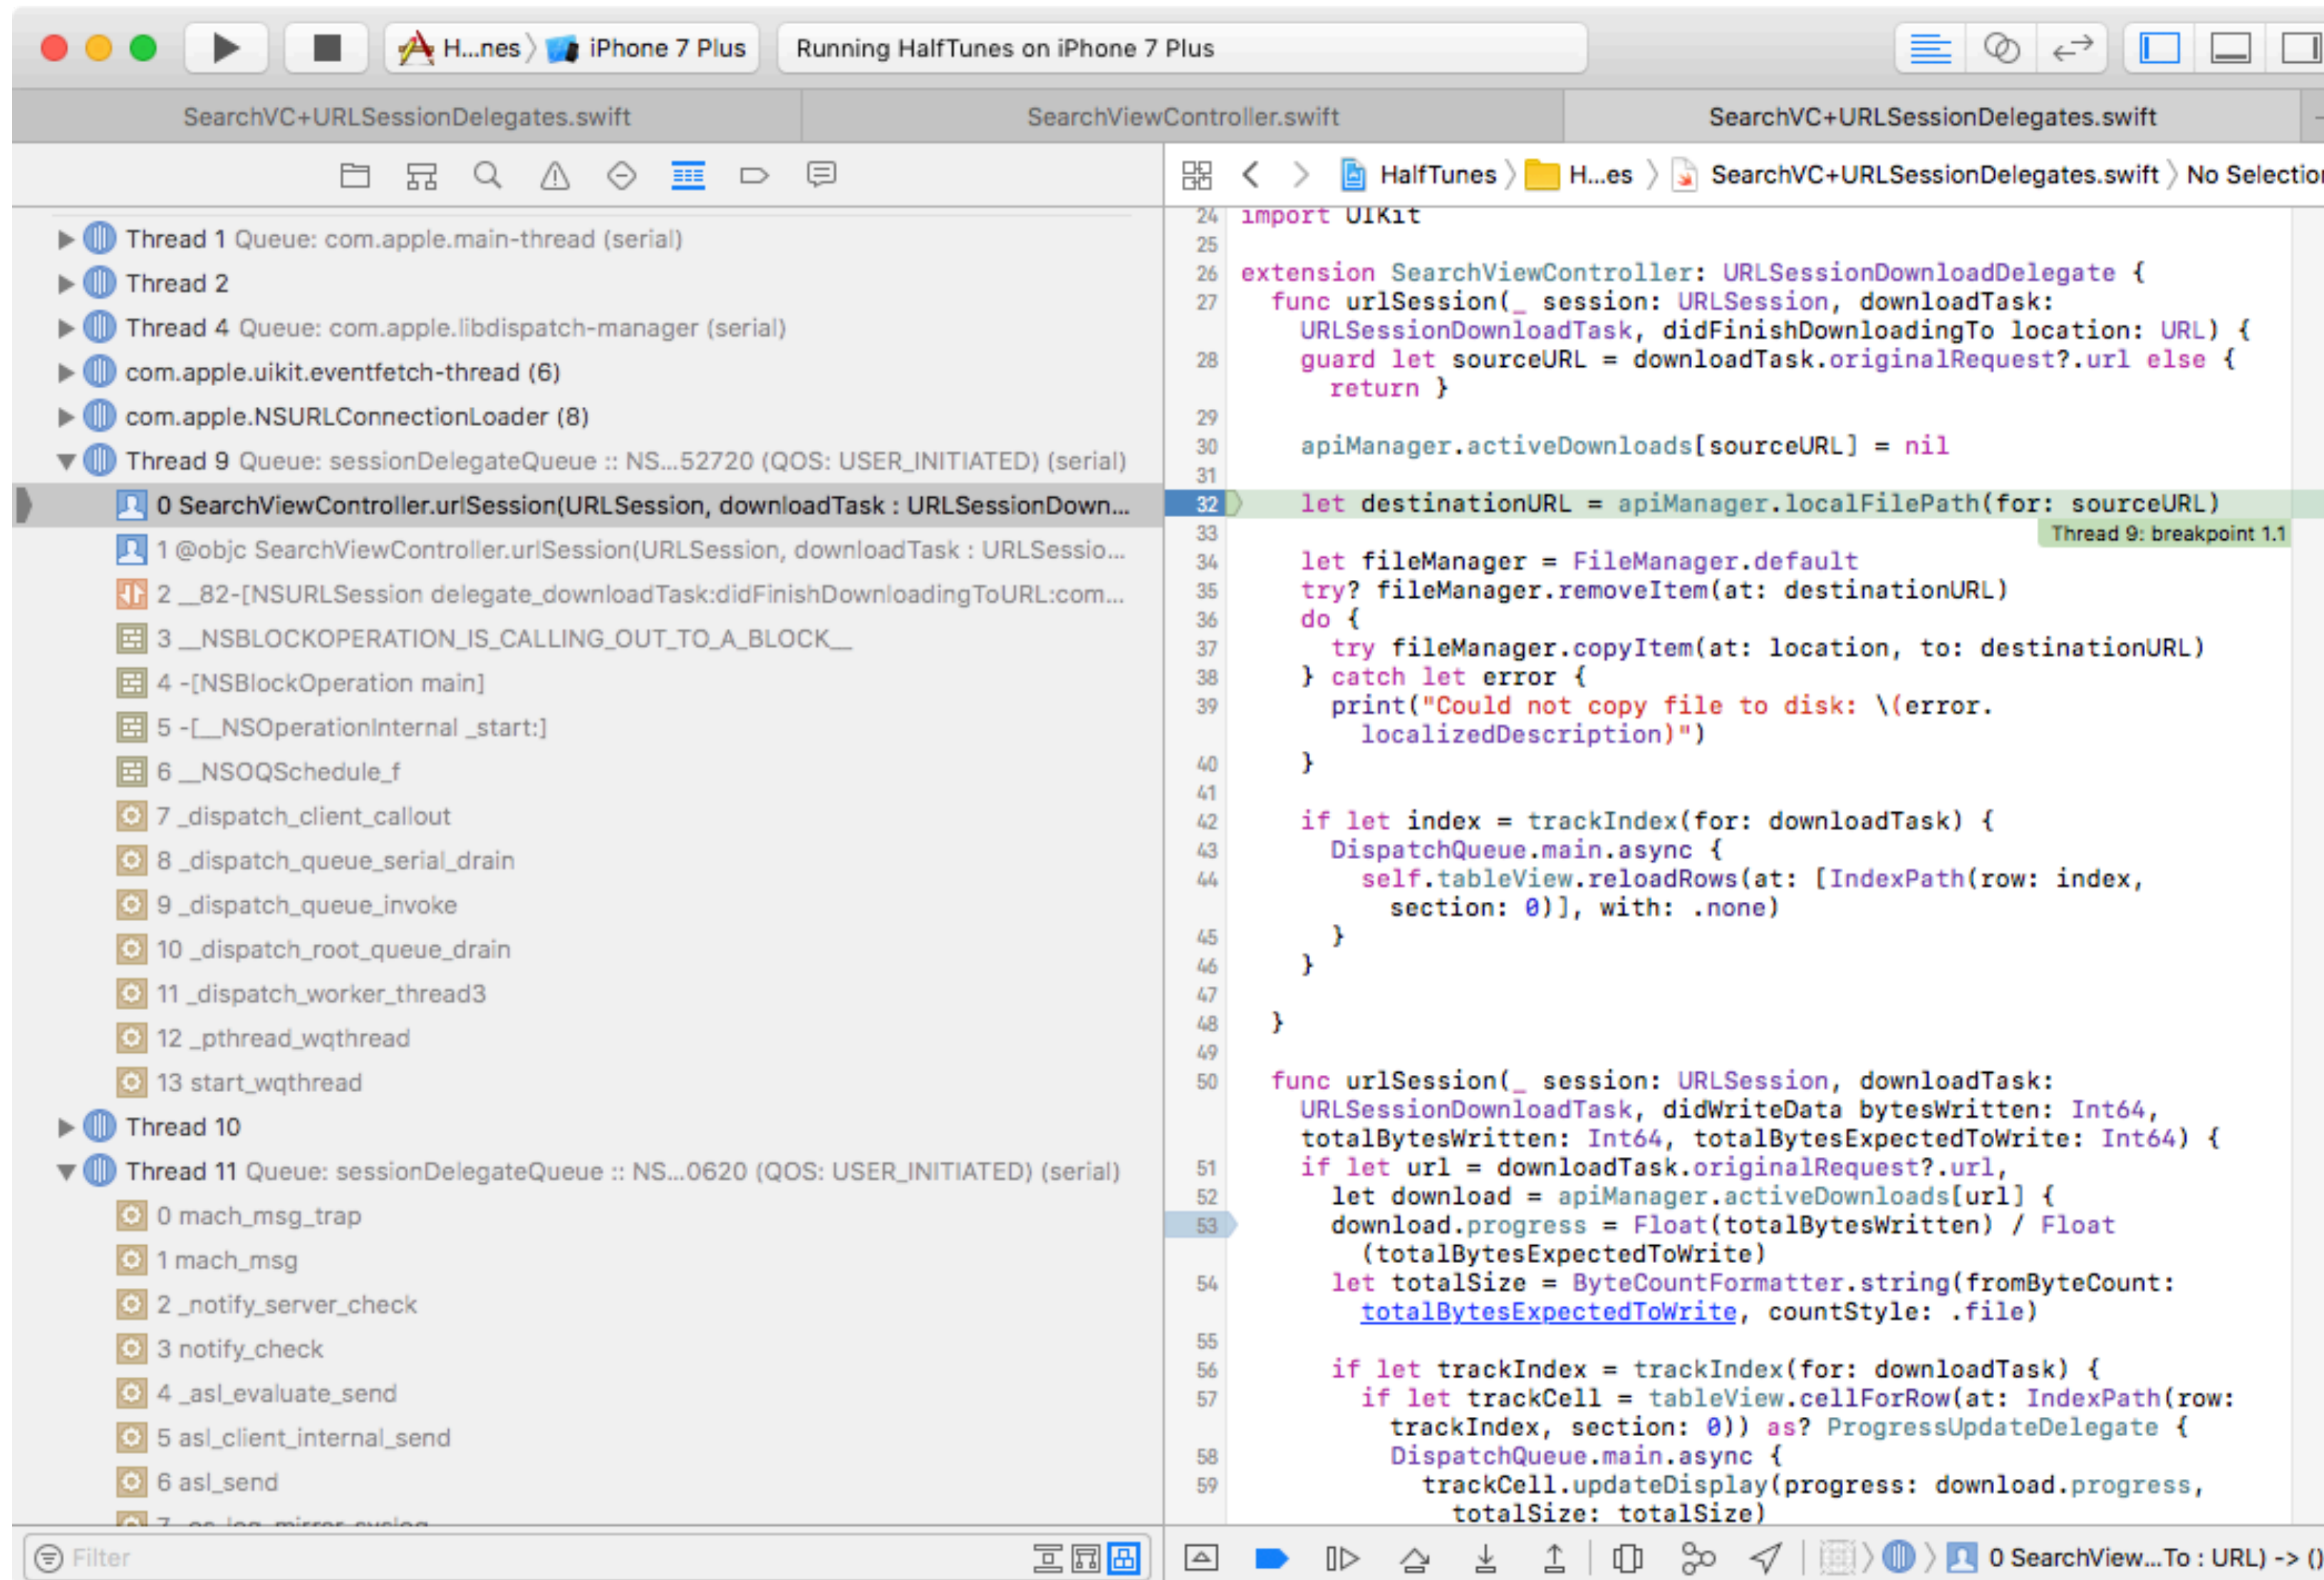 H...nes 〉 iPhone 7 Plus
Running HalfTunes on iPhone 7 Plus
SearchVC+URLSessionDelegates.swift
SearchViewController.swift
SearchVC+URLSessionDelegates.swift
HalfTunes 〉 H...es 〉 SearchVC+URLSessionDelegates.swift 〉 No Selection
Thread 1 Queue: com.apple.main-thread (serial)
Thread 2
Thread 4 Queue: com.apple.libdispatch-manager (serial)
com.apple.uikit.eventfetch-thread (6)
com.apple.NSURLConnectionLoader (8)
Thread 9 Queue: sessionDelegateQueue :: NS...52720 (QOS: USER_INITIATED) (serial)
0 SearchViewController.urlSession(URLSession, downloadTask : URLSessionDown...
1 @objc SearchViewController.urlSession(URLSession, downloadTask : URLSessio...
2 __82-[NSURLSession delegate_downloadTask:didFinishDownloadingToURL:com...
3 __NSBLOCKOPERATION_IS_CALLING_OUT_TO_A_BLOCK__
4 -[NSBlockOperation main]
5 -[__NSOperationInternal _start:]
6 __NSOQSchedule_f
7 _dispatch_client_callout
8 _dispatch_queue_serial_drain
9 _dispatch_queue_invoke
10 _dispatch_root_queue_drain
11 _dispatch_worker_thread3
12 _pthread_wqthread
13 start_wqthread
Thread 10
Thread 11 Queue: sessionDelegateQueue :: NS...0620 (QOS: USER_INITIATED) (serial)
0 mach_msg_trap
1 mach_msg
2 _notify_server_check
3 notify_check
4 _asl_evaluate_send
5 asl_client_internal_send
6 asl_send
7 _os_log_mirror_syslog
Filter
24 import UIKit
25
26 extension SearchViewController: URLSessionDownloadDelegate {
27 func urlSession(_ session: URLSession, downloadTask:
URLSessionDownloadTask, didFinishDownloadingTo location: URL) {
28 guard let sourceURL = downloadTask.originalRequest?.url else {
return }
29
30 apiManager.activeDownloads[sourceURL] = nil
31
32 let destinationURL = apiManager.localFilePath(for: sourceURL)
33 Thread 9: breakpoint 1.1
34 let fileManager = FileManager.default
35 try? fileManager.removeItem(at: destinationURL)
36 do {
37 try fileManager.copyItem(at: location, to: destinationURL)
38 } catch let error {
39 print("Could not copy file to disk: \(error.
localizedDescription)")
40 }
41
42 if let index = trackIndex(for: downloadTask) {
43 DispatchQueue.main.async {
44 self.tableView.reloadRows(at: [IndexPath(row: index,
section: 0)], with: .none)
45 }
46 }
47
48 }
49
50 func urlSession(_ session: URLSession, downloadTask:
URLSessionDownloadTask, didWriteData bytesWritten: Int64,
totalBytesWritten: Int64, totalBytesExpectedToWrite: Int64) {
51 if let url = downloadTask.originalRequest?.url,
52 let download = apiManager.activeDownloads[url] {
53 download.progress = Float(totalBytesWritten) / Float
(totalBytesExpectedToWrite)
54 let totalSize = ByteCountFormatter.string(fromByteCount:
totalBytesExpectedToWrite, countStyle: .file)
55
56 if let trackIndex = trackIndex(for: downloadTask) {
57 if let trackCell = tableView.cellForRow(at: IndexPath(row:
trackIndex, section: 0)) as? ProgressUpdateDelegate {
58 DispatchQueue.main.async {
59 trackCell.updateDisplay(progress: download.progress,
totalSize: totalSize)
0 SearchView...To : URL) -> ()